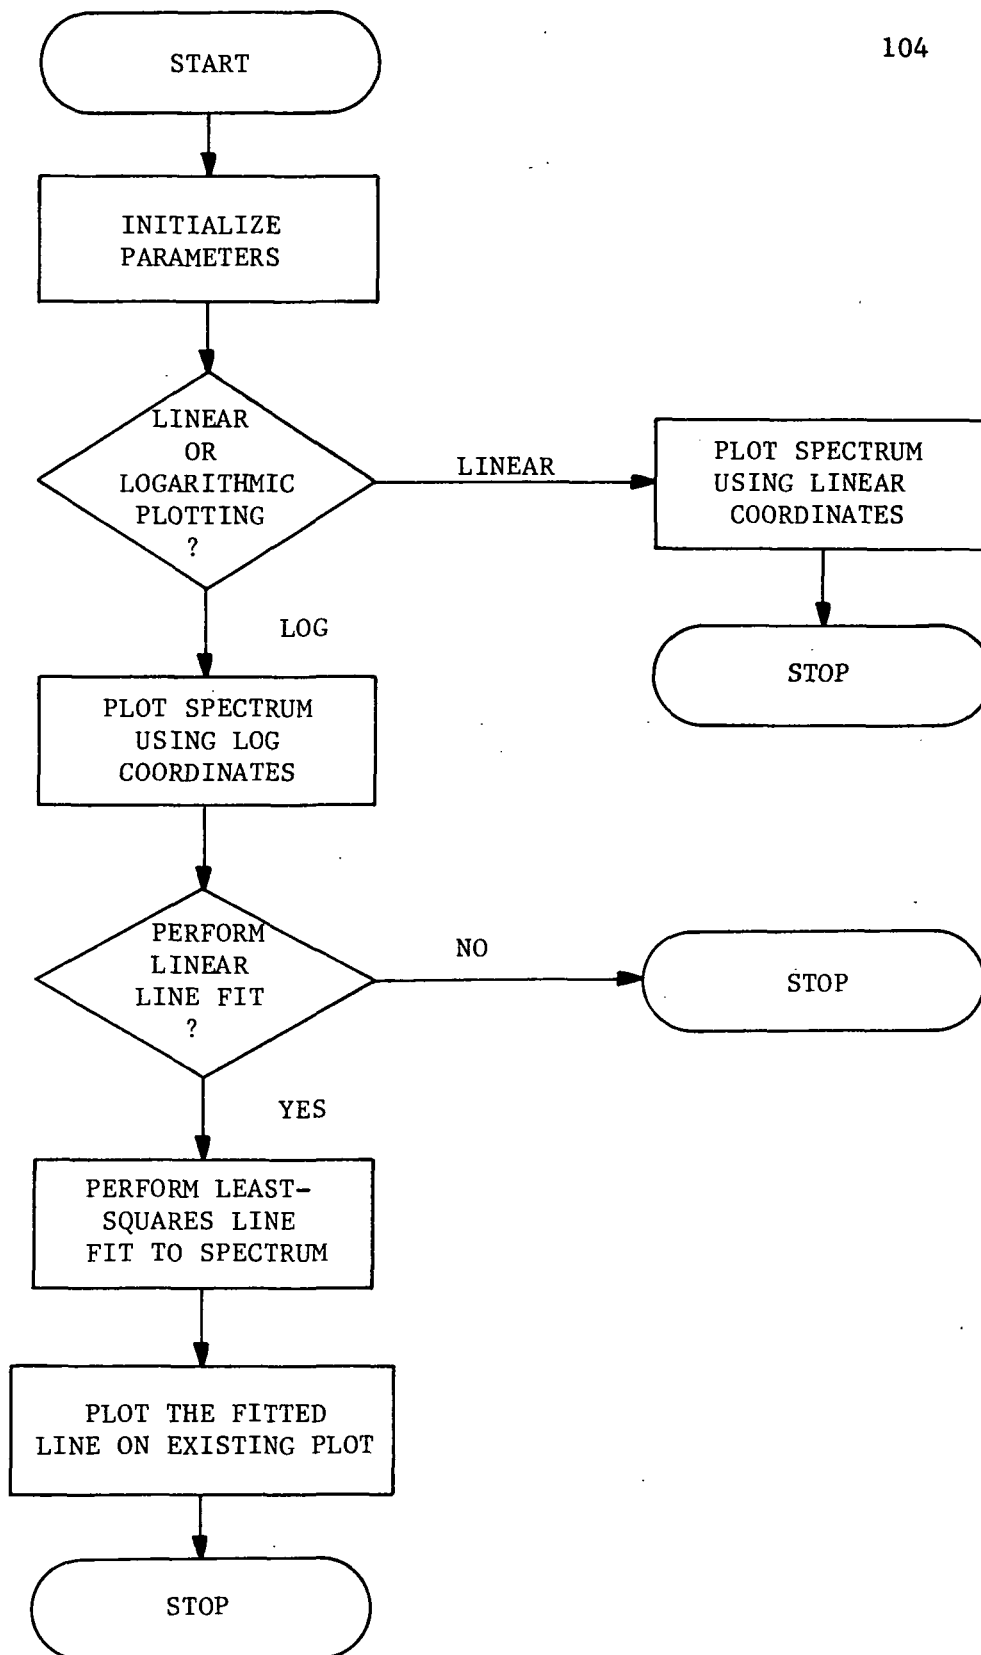 104
START
INITIALIZE
PARAMETERS
LINEAR
OR
LOGARITHMIC
PLOTTING
?
LINEAR
PLOT SPECTRUM
USING LINEAR
COORDINATES
STOP
LOG
PLOT SPECTRUM
USING LOG
COORDINATES
PERFORM
LINEAR
LINE FIT
?
NO
STOP
YES
PERFORM LEAST-
SQUARES LINE
FIT TO SPECTRUM
PLOT THE FITTED
LINE ON EXISTING PLOT
STOP